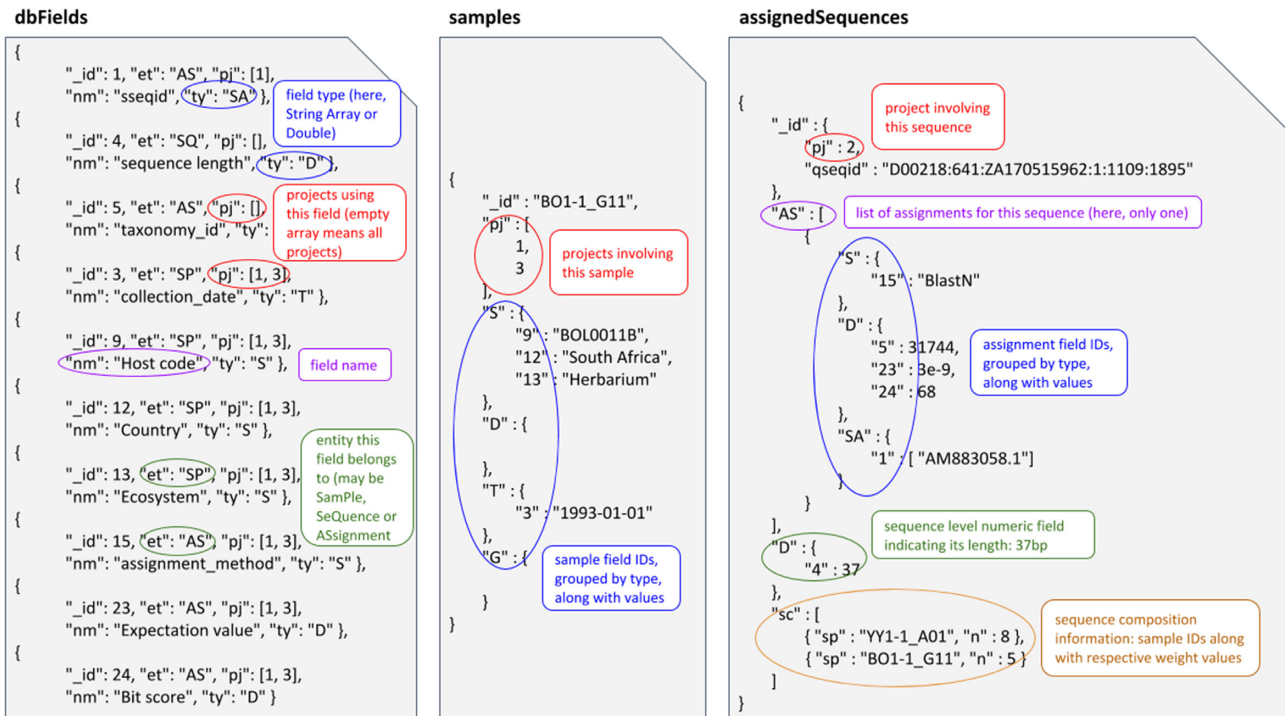 dbFields
{
"_id": 1, "et": "AS", "pj": [1],
"nm": "sseqid", "ty": "SA" },
field type (here,
String Array or
Double)
{
"_id": 4, "et": "SQ", "pj": [],
"nm": "sequence length", "ty": "D" },
{
"_id": 5, "et": "AS", "pj": [],
"nm": "taxonomy_id", "ty":
projects using
this field (empty
array means all
projects)
{
"_id": 3, "et": "SP", "pj": [1, 3],
"nm": "collection_date", "ty": "T" },
{
"_id": 9, "et": "SP", "pj": [1, 3],
"nm": "Host code", "ty": "S" },
field name
{
"_id": 12, "et": "SP", "pj": [1, 3],
"nm": "Country", "ty": "S" },
{
"_id": 13, "et": "SP", "pj": [1, 3],
"nm": "Ecosystem", "ty": "S" },
entity this
field belongs
to (may be
SamPle,
SeQuence or
ASsignment
{
"_id": 15, "et": "AS", "pj": [1, 3],
"nm": "assignment_method", "ty": "S" },
{
"_id": 23, "et": "AS", "pj": [1, 3],
"nm": "Expectation value", "ty": "D" },
{
"_id": 24, "et": "AS", "pj": [1, 3],
"nm": "Bit score", "ty": "D" }
samples
{
"_id" : "BO1-1_G11",
"pj" : [
1,
3
],
projects involving
this sample
"S" : {
"9" : "BOL0011B",
"12" : "South Africa",
"13" : "Herbarium"
},
"D" : {
},
"T" : {
"3" : "1993-01-01"
},
"G" : {
}
}
sample field IDs,
grouped by type,
along with values
assignedSequences
{
"_id" : {
"pj" : 2,
"qseqid" : "D00218:641:ZA170515962:1:1109:1895"
},
project involving
this sequence
"AS" : [
list of assignments for this sequence (here, only one)
{
"S" : {
"15" : "BlastN"
},
"D" : {
"5" : 31744,
"23" : 3e-9,
"24" : 68
},
"SA" : {
"1" : [ "AM883058.1"]
}
}
],
assignment field IDs,
grouped by type,
along with values
"D" : {
"4" : 37
},
sequence level numeric field
indicating its length: 37bp
"sc" : [
{ "sp" : "YY1-1_A01", "n" : 8 },
{ "sp" : "BO1-1_G11", "n" : 5 }
]
}
sequence composition
information: sample IDs along
with respective weight values